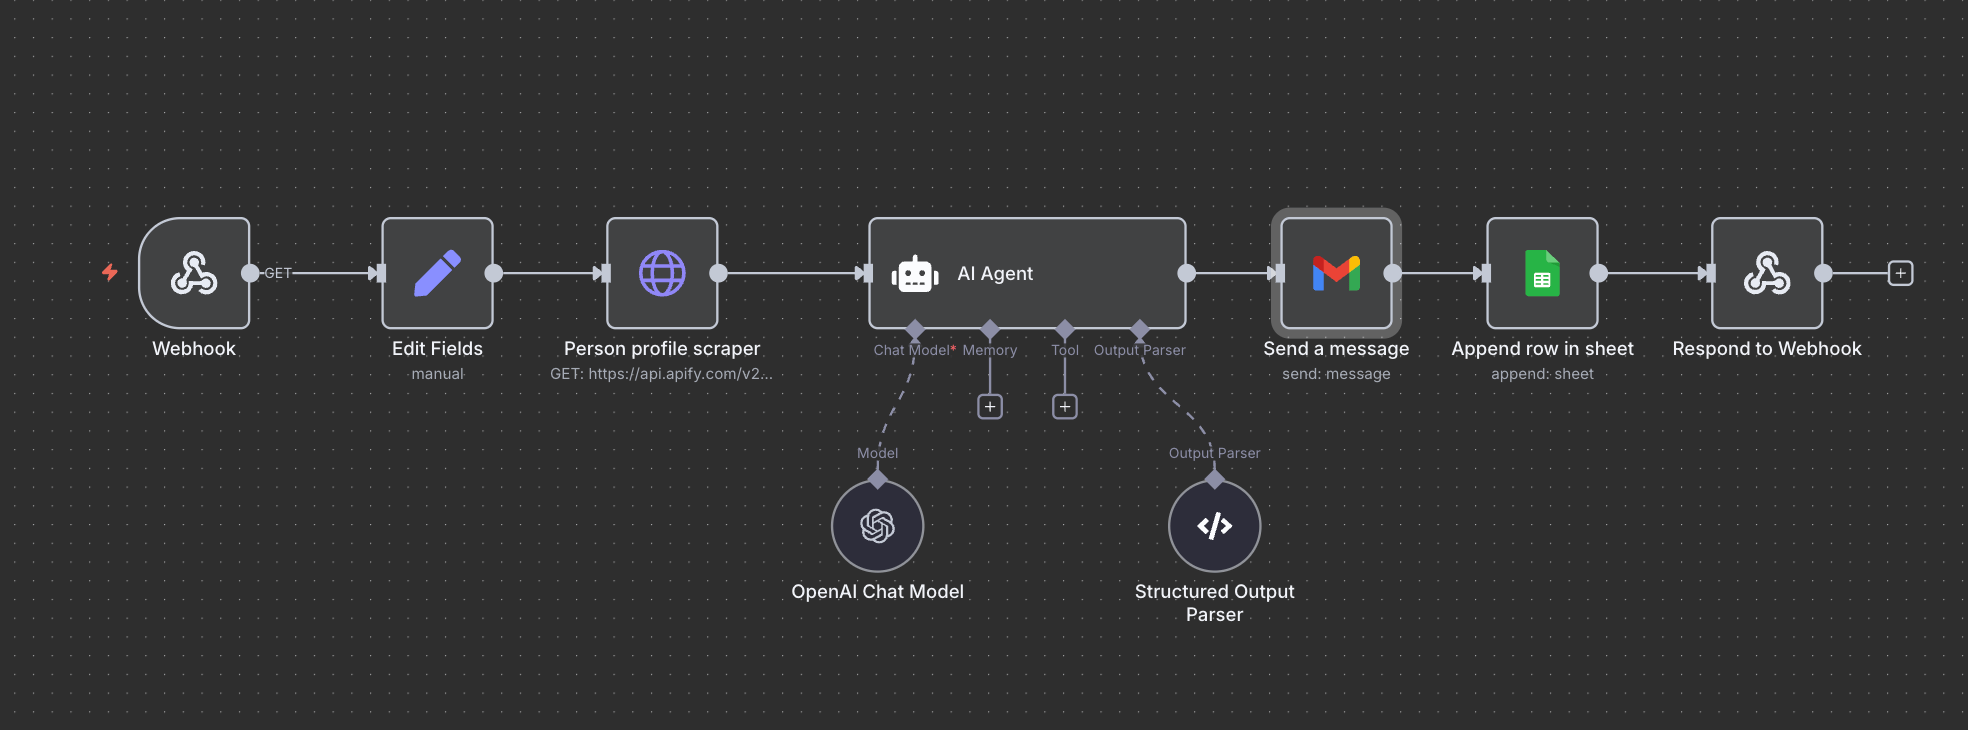 GET
Webhook
Edit Fields
manual
Person profile scraper
GET: https://api.apify.com/v2...
AI Agent
Chat Model*
Memory
Tool
Output Parser
Send a message
send: message
Append row in sheet
append: sheet
Respond to Webhook
Model
Output Parser
OpenAI Chat Model
Structured Output
Parser